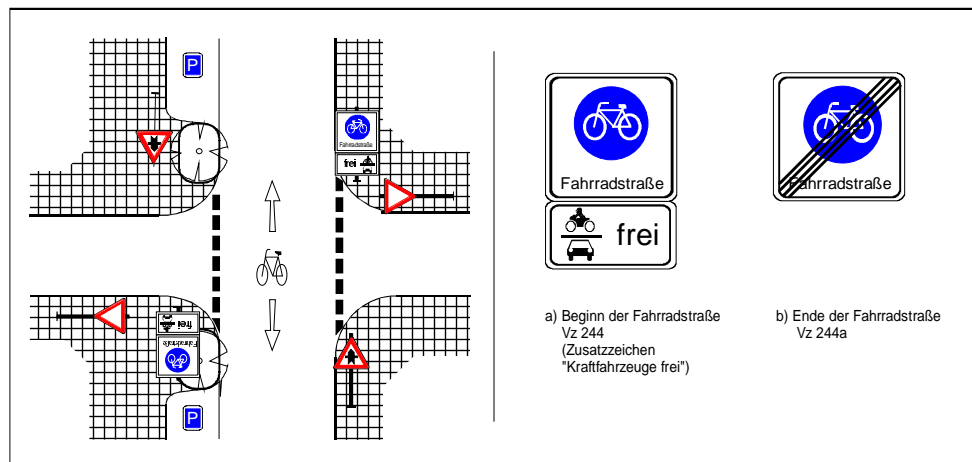 P
Fahrradstraße
frei
frei
Fahrradstraße
P
Fahrradstraße
frei
Fahrradstraße
a) Beginn der Fahrradstraße
Vz 244
(Zusatzzeichen
"Kraftfahrzeuge frei")
b) Ende der Fahrradstraße
Vz 244a